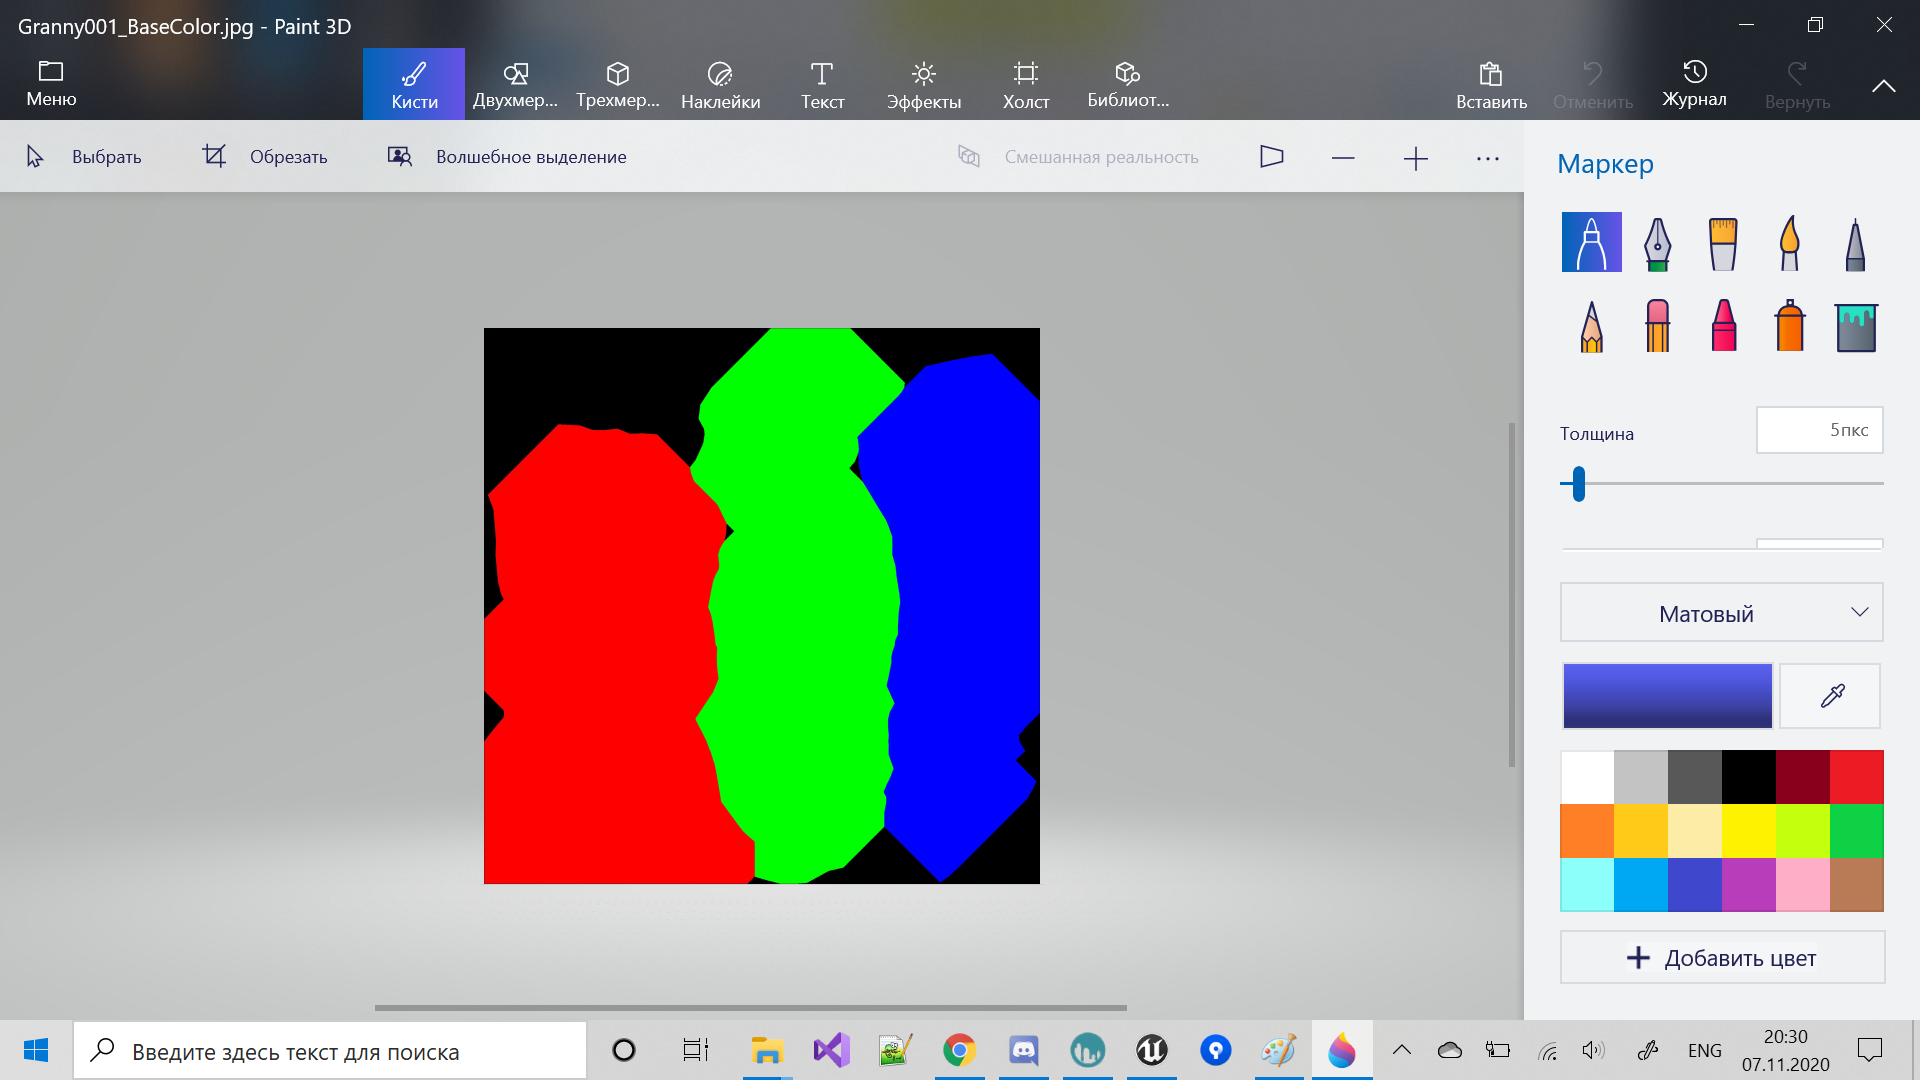 Granny001_BaseColor.jpg - Paint 3D
Меню
Кисти
Двухмер...
Трехмер...
Наклейки
Текст
Эффекты
Холст
Библиот...
Вставить
Отменить
Журнал
Вернуть
Выбрать
Обрезать
Волшебное выделение
Смешанная реальность
Маркер
Толщина
5пкс
Матовый
Добавить цвет
Введите здесь текст для поиска
ENG
20:30
07.11.2020